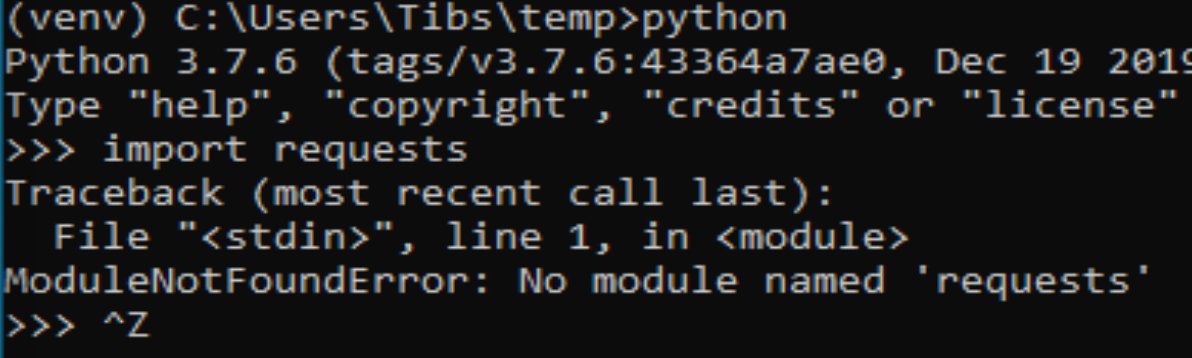 (venv) C:\Users\Tibs\temp>python
Python 3.7.6 (tags/v3.7.6:43364a7ae0, Dec 19 2019
Type "help", "copyright", "credits" or "license"
>>> import requests
Traceback (most recent call last):
  File "<stdin>", line 1, in <module>
ModuleNotFoundError: No module named 'requests'
>>> ^Z